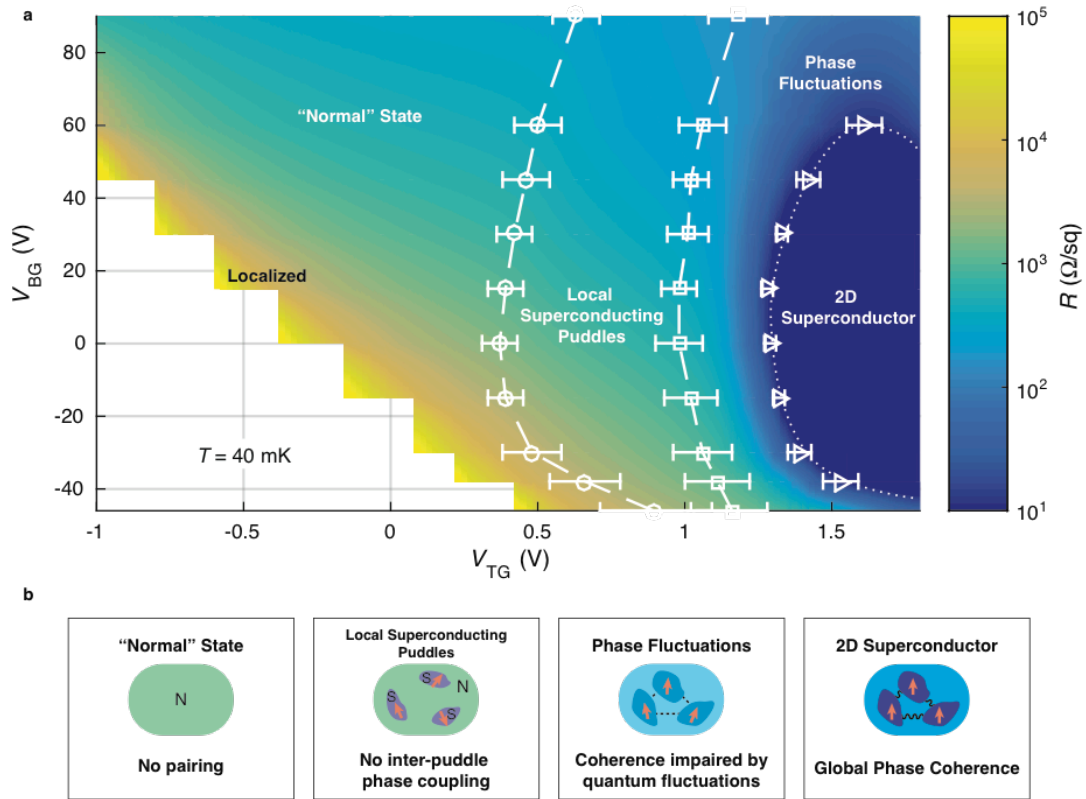 a
80
60
40
20
0
-20
-40
V_BG (V)
-1
-0.5
0
0.5
1
1.5
V_TG (V)
“Normal” State
Localized
T = 40 mK
Local
Superconducting
Puddles
Phase
Fluctuations
2D
Superconductor
10^5
10^4
10^3
10^2
10^1
R (Ω/sq)
b
“Normal” State
N
No pairing
Local Superconducting
Puddles
S
N
S
S
No inter-puddle
phase coupling
Phase Fluctuations
Coherence impaired by
quantum fluctuations
2D Superconductor
Global Phase Coherence